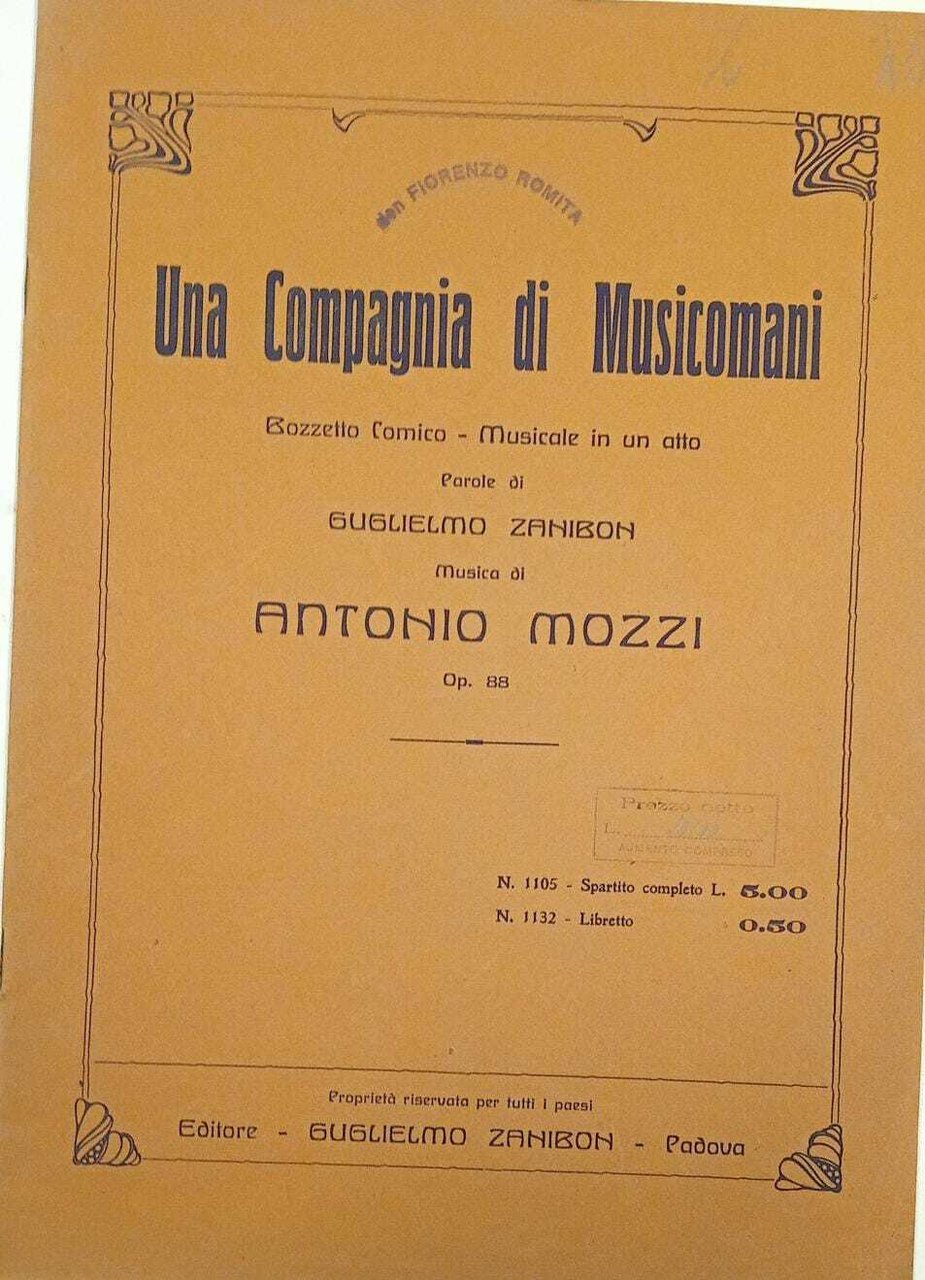 don FIORENZO ROMITA
Una Compagnia di Musicomani
Bozzetto Comico - Musicale in un atto
Parole di
GUGLIELMO ZANIBON
Musica di
ANTONIO MOZZI
Op. 88
Prezzo netto
L.
AUMENTO COMPRESO
N. 1105 - Spartito completo L. 5.00
N. 1132 - Libretto 0.50
Proprietà riservata per tutti i paesi
Editore - GUGLIELMO ZANIBON - Padova